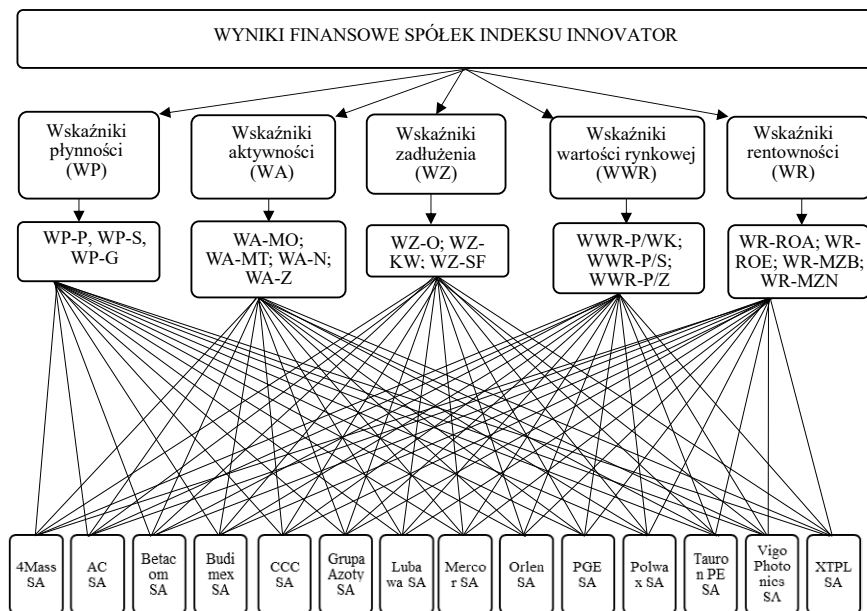 WYNIKI FINANSOWE SPÓŁEK INDEKSU INNOVATOR
Wskaźniki
płynności
(WP)
Wskaźniki
aktywności
(WA)
Wskaźniki
zadłużenia
(WZ)
Wskaźniki
wartości rynkowej
(WWR)
Wskaźniki
rentowności
(WR)
WP-P, WP-S,
WP-G
WA-MO;
WA-MT; WA-N;
WA-Z
WZ-O; WZ-
KW; WZ-SF
WWR-P/WK;
WWR-P/S;
WWR-P/Z
WR-ROA; WR-
ROE; WR-MZB;
WR-MZN
4Mass
SA
AC
SA
Betac
om
SA
Budi
mex
SA
CCC
SA
Grupa
Azoty
SA
Luba
wa SA
Merco
r SA
Orlen
SA
PGE
SA
Polwa
x SA
Tauro
n PE
SA
Vigo
Photo
nics
SA
XTPL
SA